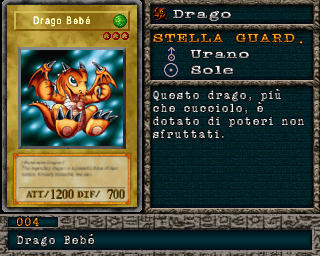 Drago Bebé
ATT/1200 DIF/ 700
Drago
STELLA GUARD.
Urano
Sole
Questo drago, più
che cucciolo, è
dotato di poteri non
sfruttati.
004
Drago Bebé